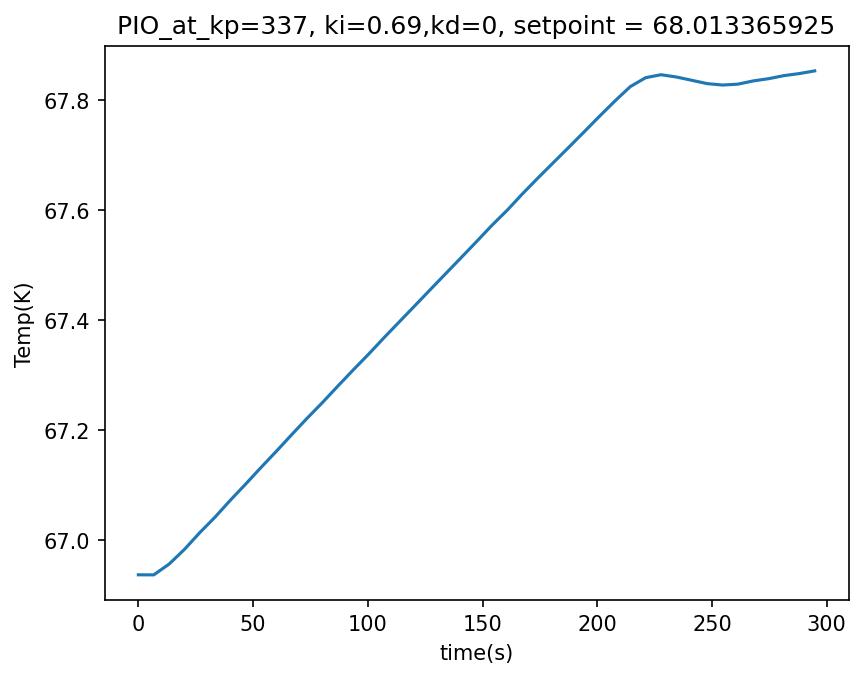 PIO_at_kp=337, ki=0.69,kd=0, setpoint = 68.013365925
67.8
67.6
67.4
67.2
67.0
Temp(K)
0 50 100 150 200 250 300
time(s)